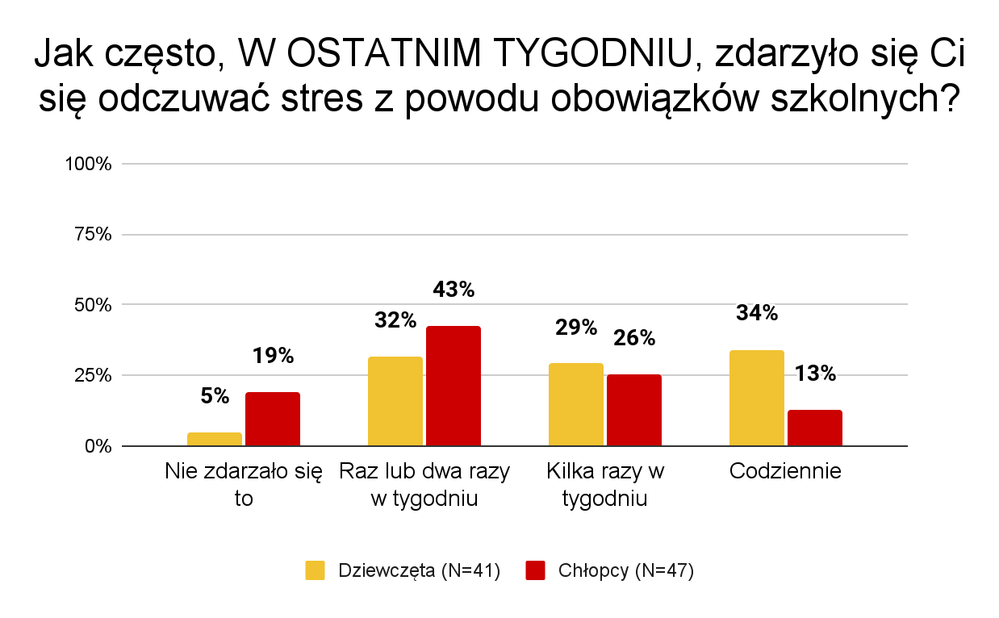 Jak często, W OSTATNIM TYGODNIU, zdarzyło się Ci
się odczuwać stres z powodu obowiązków szkolnych?
100%
75%
50%
25%
0%
5%
19%
32%
43%
29%
26%
34%
13%
Nie zdarzało się
to
Raz lub dwa razy
w tygodniu
Kilka razy w
tygodniu
Codziennie
Dziewczęta (N=41)
Chłopcy (N=47)